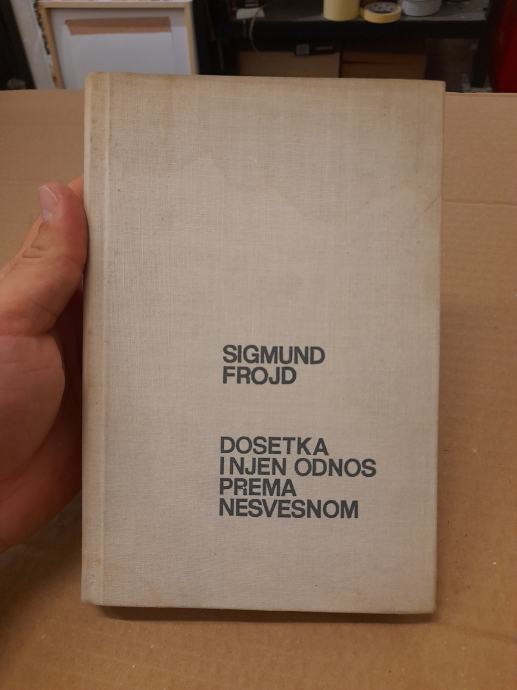 SIGMUND
FROJD
DOSETKA
I NJEN ODNOS
PREMA
NESVESNOM